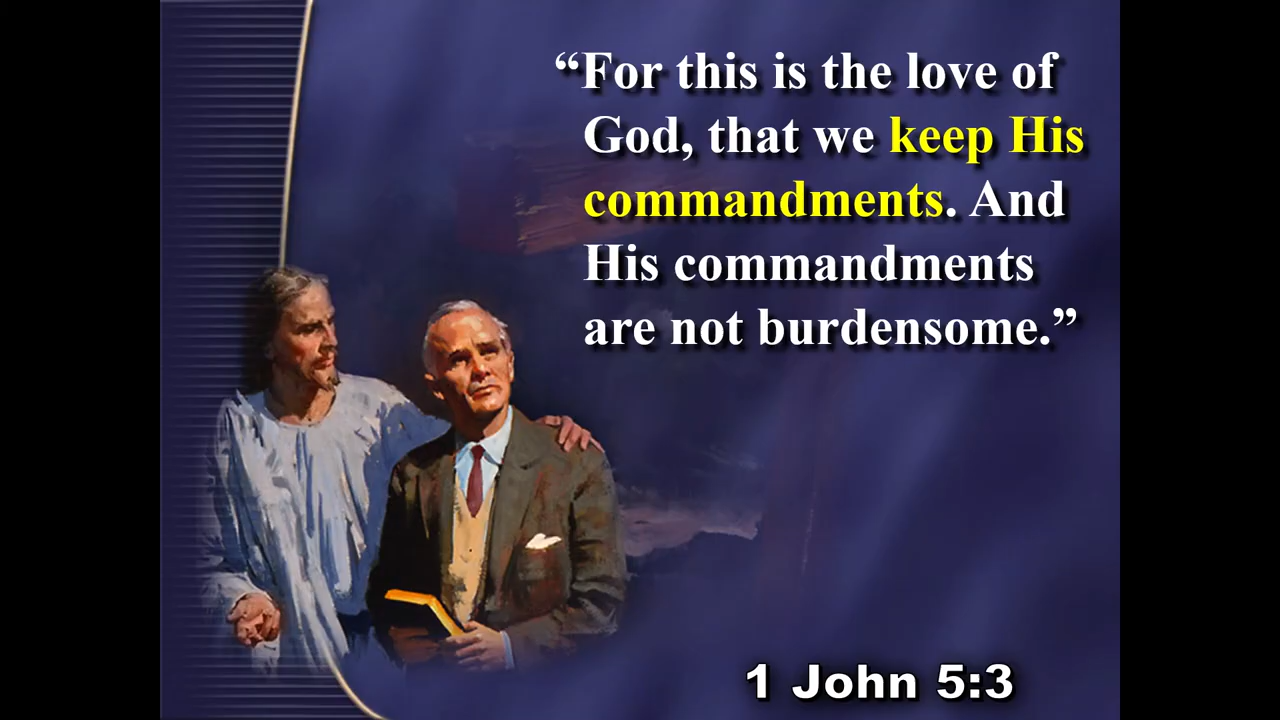 “For this is the love of
God, that we keep His
commandments. And
His commandments
are not burdensome.”
1 John 5:3